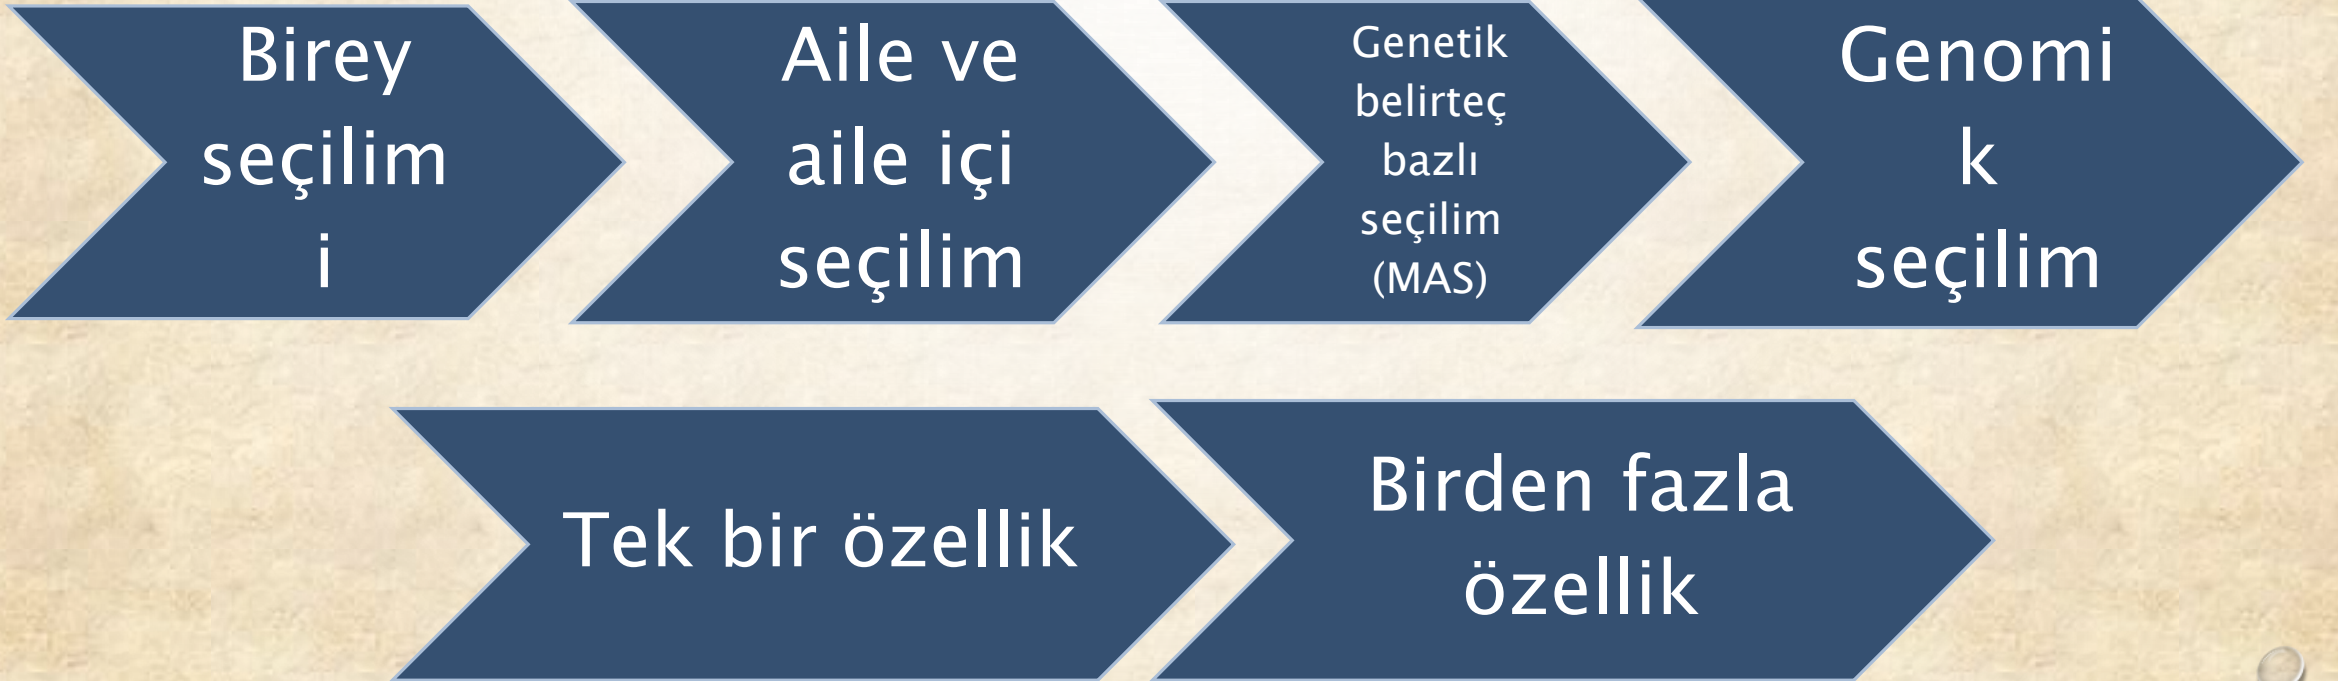 Birey
seçilim
i
Aile ve
aile içi
seçilim
Genetik
belirteç
bazlı
seçilim
(MAS)
Genomi
k
seçilim
Tek bir özellik
Birden fazla
özellik